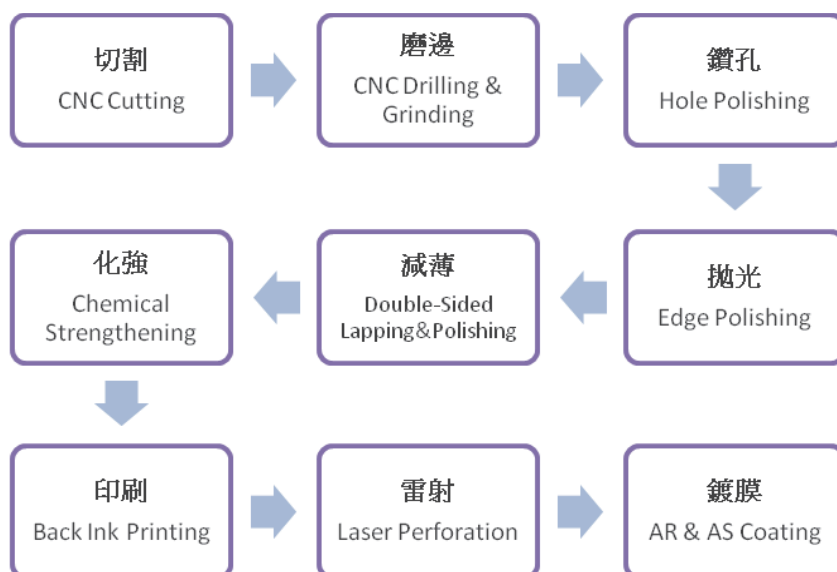 切割
CNC Cutting
磨邊
CNC Drilling &
Grinding
鑽孔
Hole Polishing
拋光
Edge Polishing
減薄
Double-Sided
Lapping&Polishing
化強
Chemical
Strengthening
印刷
Back Ink Printing
雷射
Laser Perforation
鍍膜
AR & AS Coating